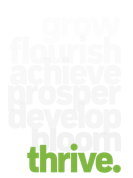 grow
flourish
achieve
prosper
develop
bloom
thrive.